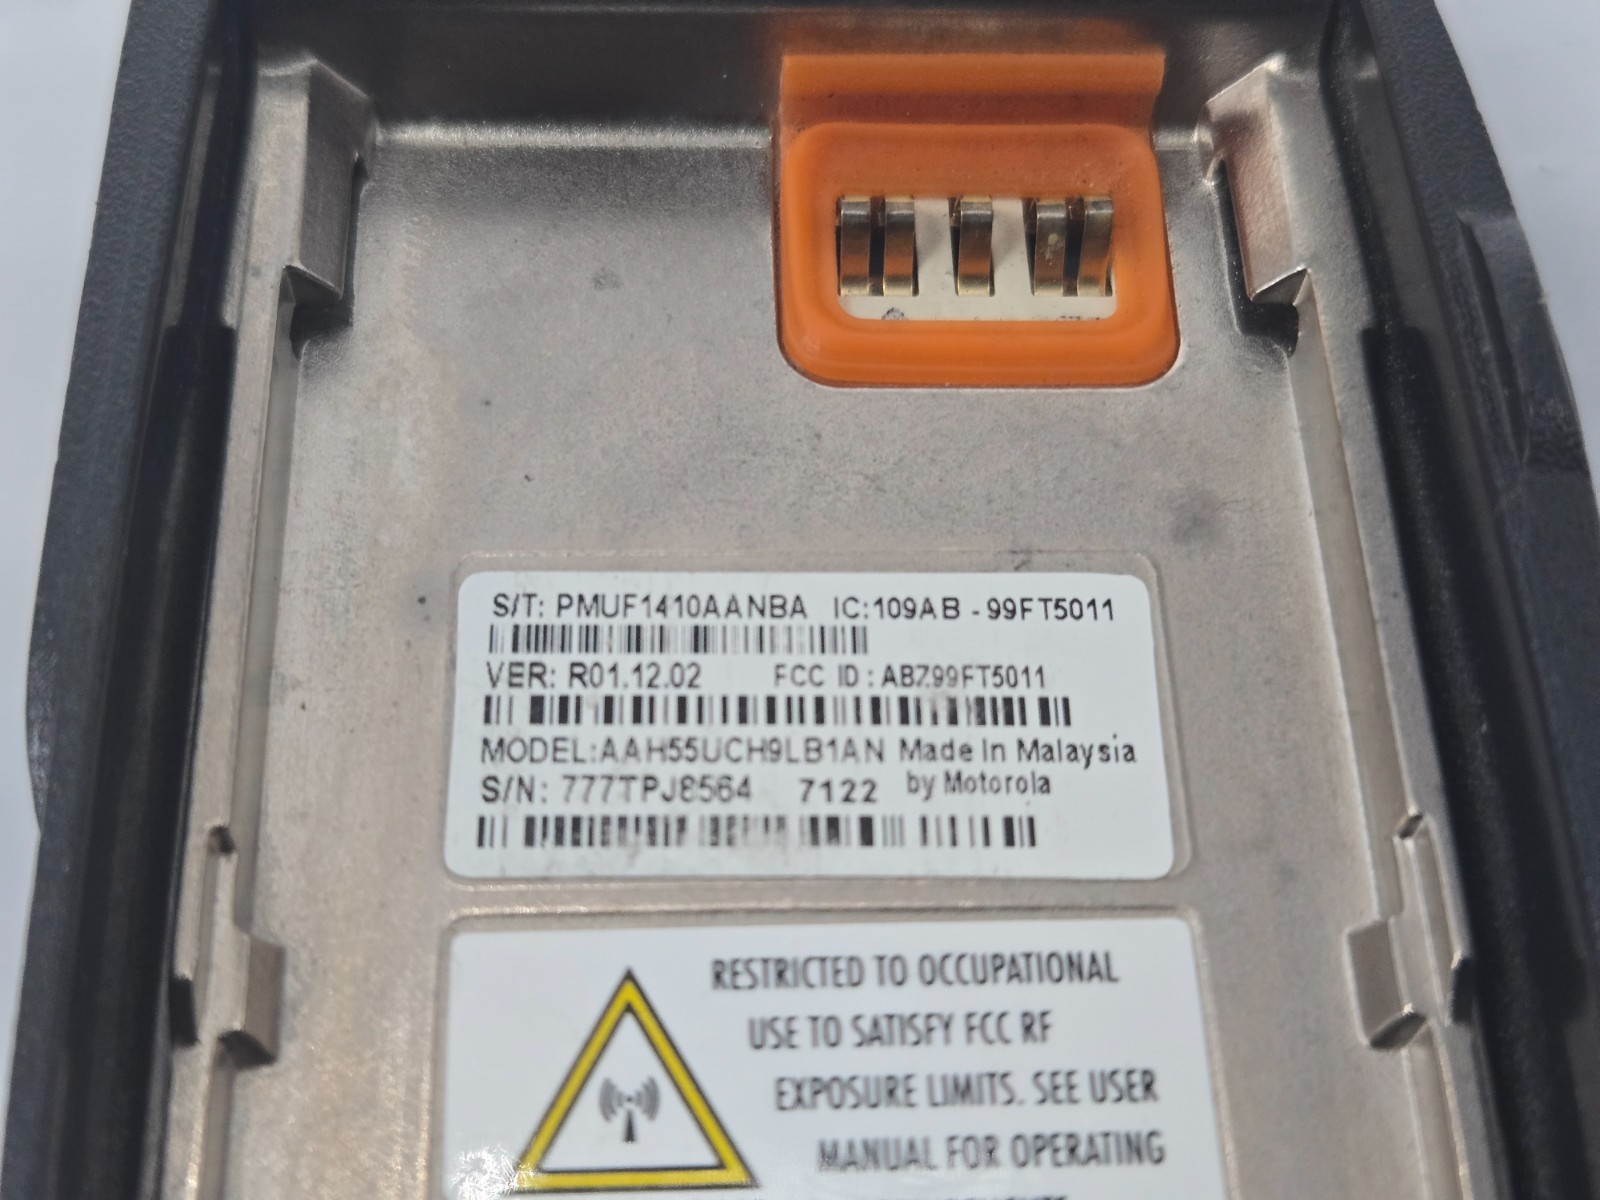 S/T: PMUF1410AANBA IC:109AB - 99FT5011
VER: R01.12.02 FCC ID : ABZ99FT5011
MODEL:AAH55UCH9LB1AN Made In Malaysia
S/N: 777TPJ8564 7122 by Motorola
RESTRICTED TO OCCUPATIONAL
USE TO SATISFY FCC RF
EXPOSURE LIMITS. SEE USER
MANUAL FOR OPERATING